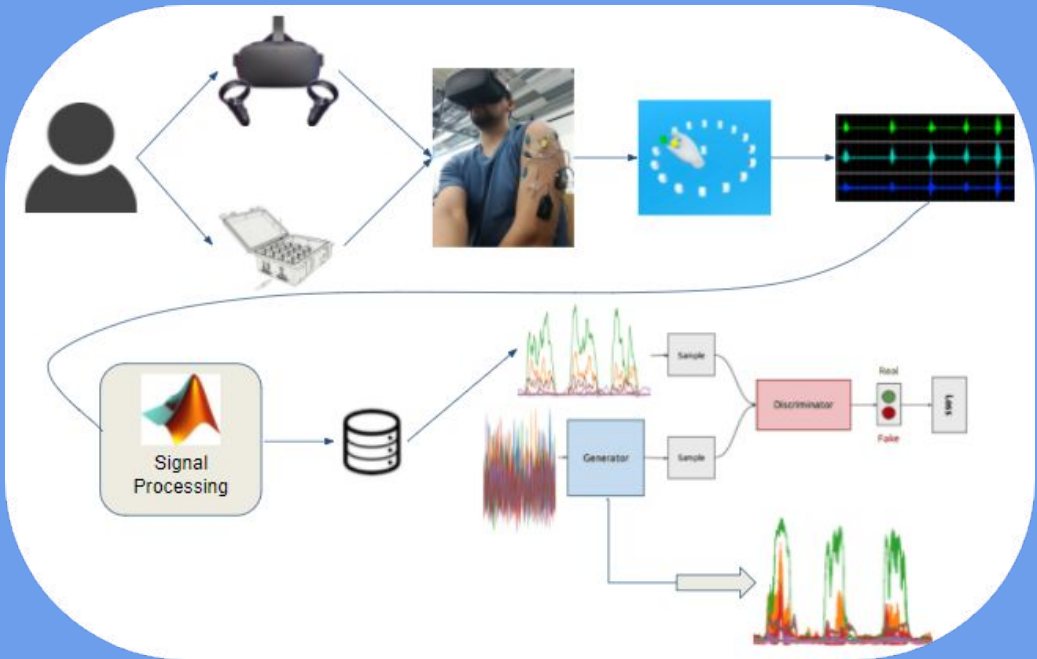 Signal
Processing
Sample
Real
Discriminator
Loss
Fake
Generator
Sample